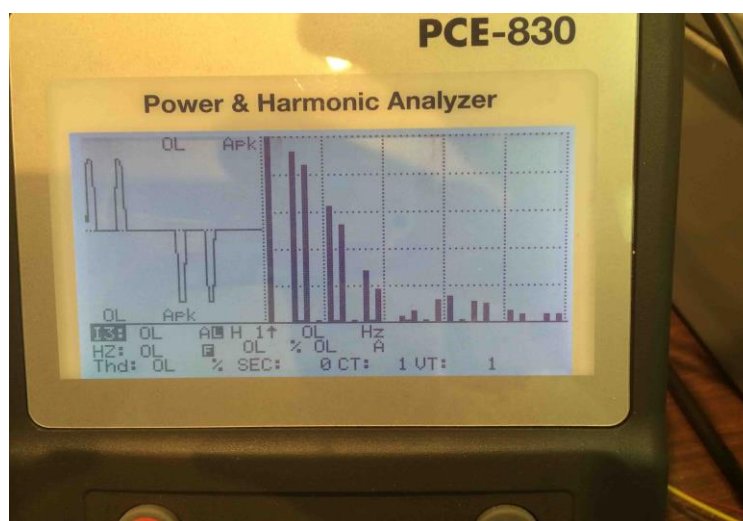 PCE-830
Power & Harmonic Analyzer
OL Apk
OL Apk
I3: OL A L H 1↑ OL Hz
HZ: OL F OL % OL A
Thd: OL % SEC: 0 CT: 1 VT: 1